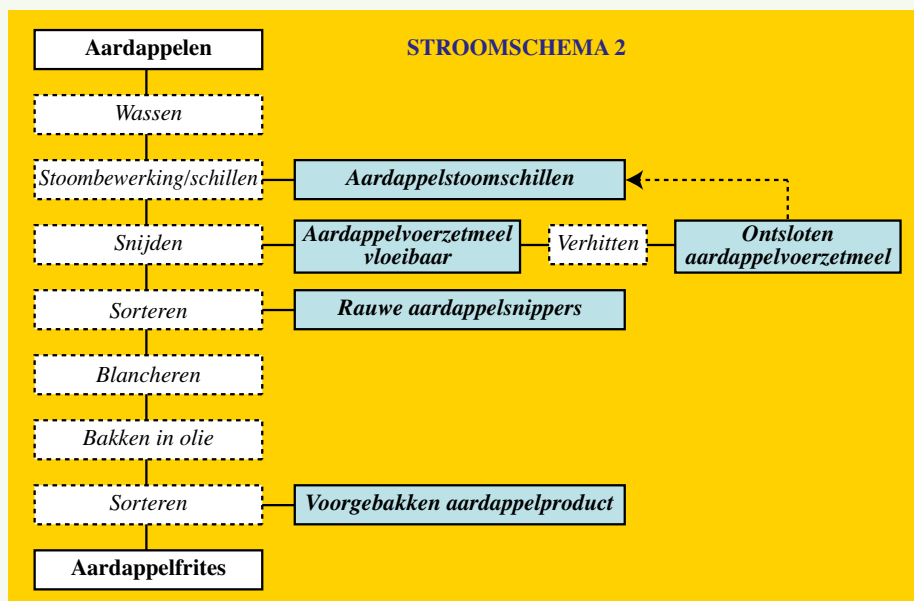 Aardappelen
STROOMSCHEMA 2
Wassen
Stoombewerking/schillen
Aardappelstoomschillen
Snijden
Aardappelvoerzetmeel
vloeibaar
Verhitten
Ontsloten
aardappelvoerzetmeel
Sorteren
Rauwe aardappelsnippers
Blancheren
Bakken in olie
Sorteren
Voorgebakken aardappelproduct
Aardappelfrites